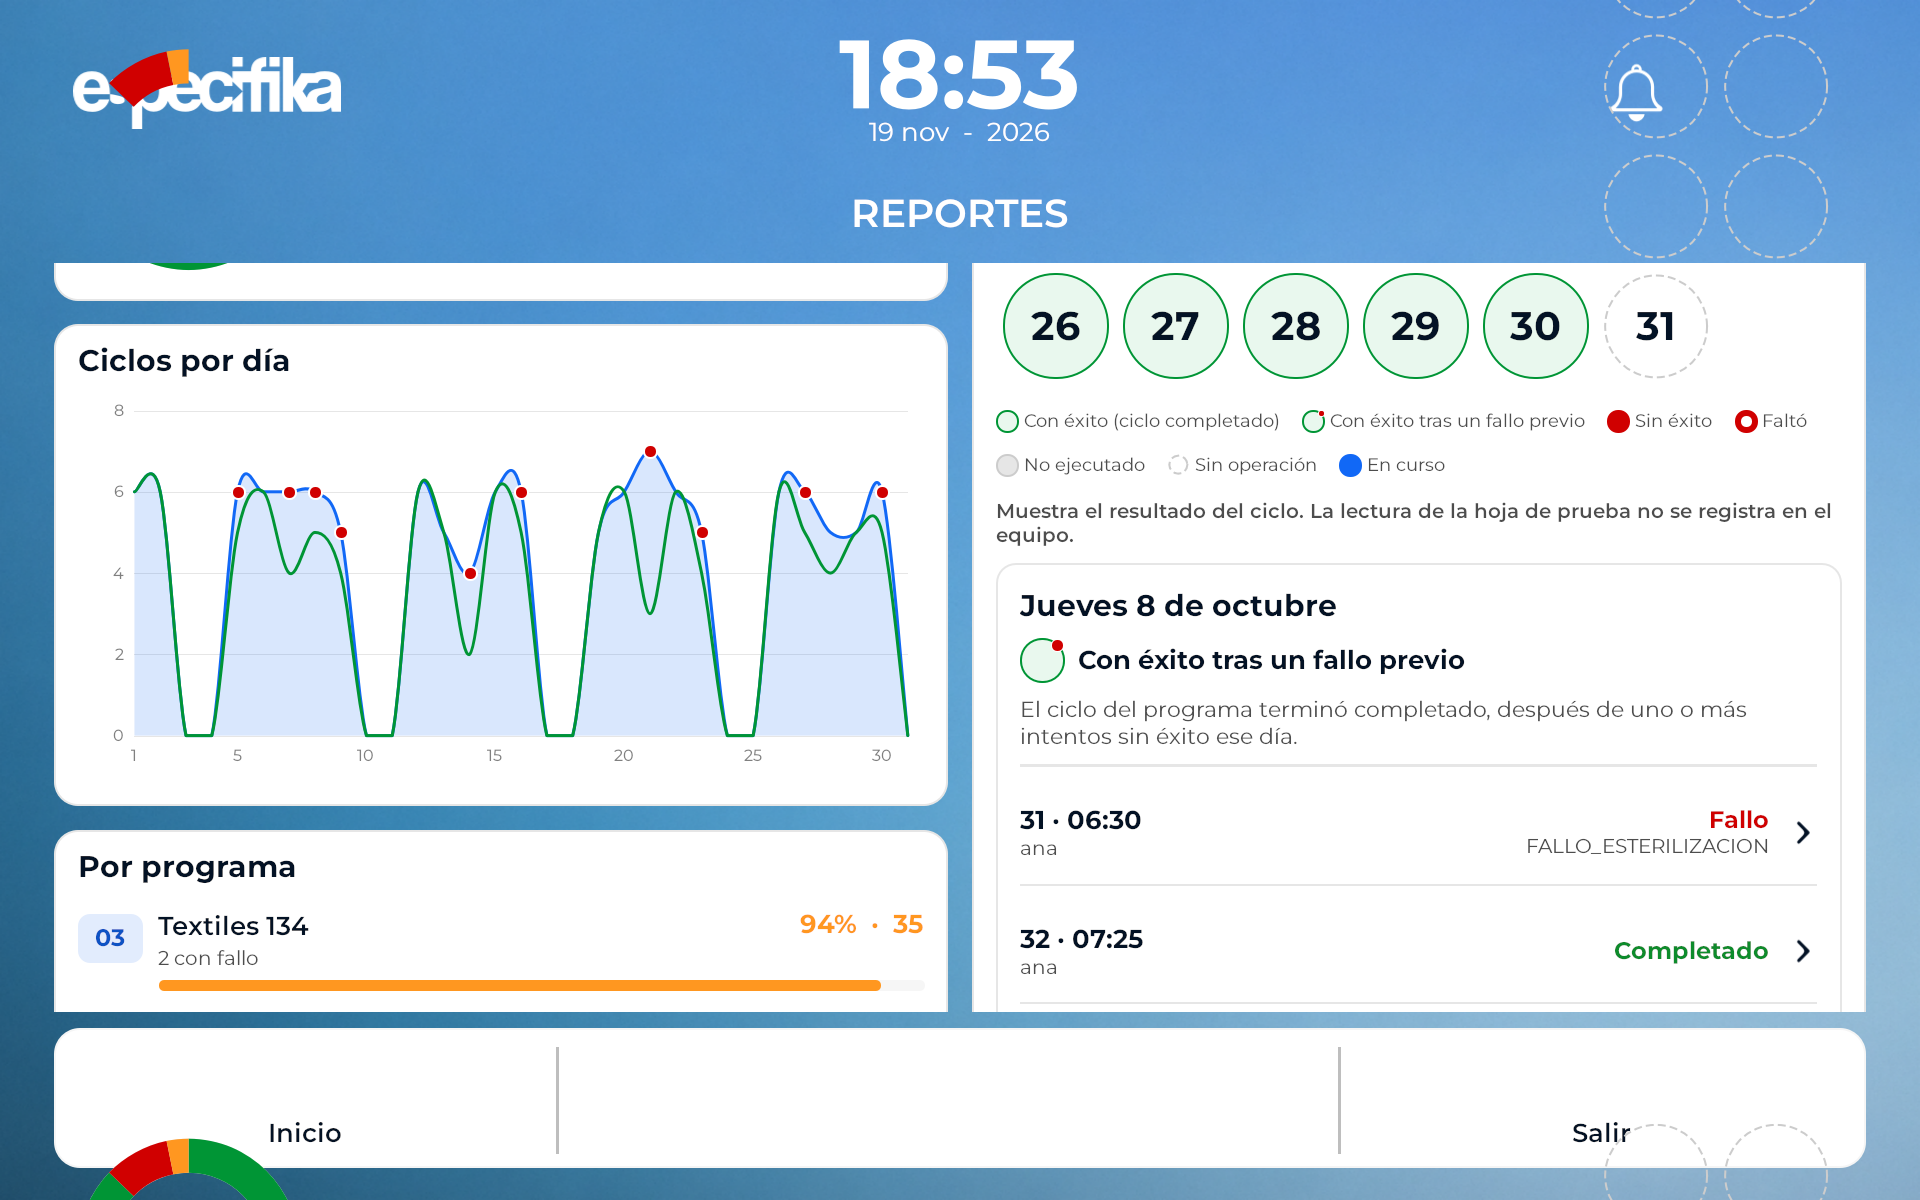 e-pecifika
18:53
19 nov - 2026
REPORTES
Ciclos por día
8
6
4
2
0
1 5 10 15 20 25 30
Por programa
03
Textiles 134
94% · 35
2 con fallo
26 27 28 29 30 31
Con éxito (ciclo completado) Con éxito tras un fallo previo Sin éxito Faltó
No ejecutado Sin operación En curso
Muestra el resultado del ciclo. La lectura de la hoja de prueba no se registra en el
equipo.
Jueves 8 de octubre
Con éxito tras un fallo previo
El ciclo del programa terminó completado, después de uno o más
intentos sin éxito ese día.
31 · 06:30
Fallo
ana
FALLO_ESTERILIZACION
32 · 07:25
Completado
ana
Inicio
Salir